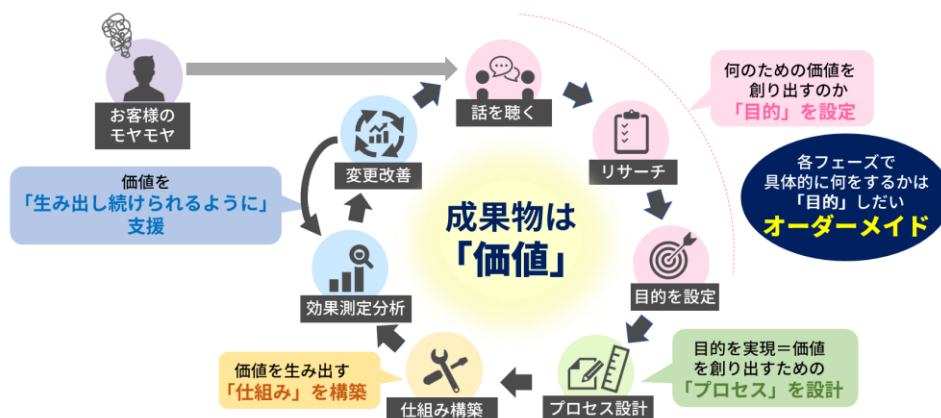 お客様の
モヤモヤ
話を聴く
何のための価値を
創り出すのか
「目的」を設定
リサーチ
各フェーズで
具体的に何をするかは
「目的」しだい
オーダーメイド
目的を設定
目的を実現＝価値
を創り出すための
「プロセス」を設計
プロセス設計
仕組み構築
価値を生み出す
「仕組み」を構築
効果測定分析
変更改善
価値を
「生み出し続けられるように」
支援
成果物は
「価値」